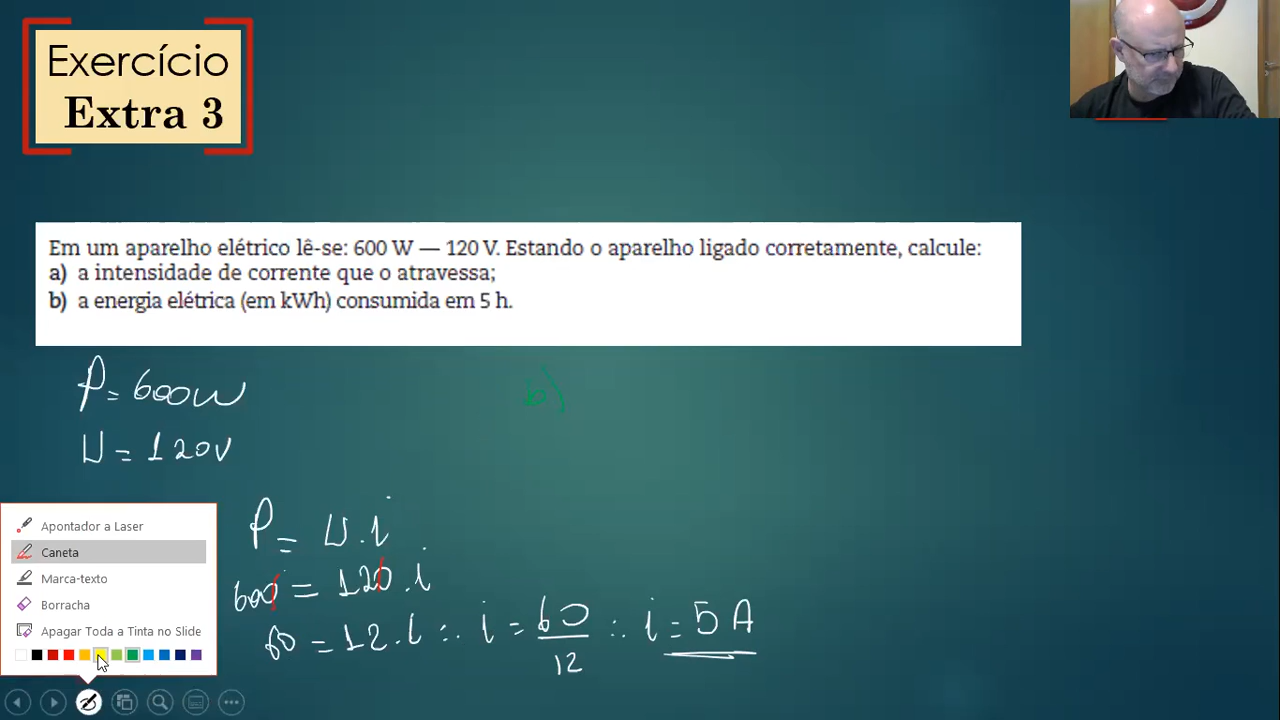 Exercício
Extra 3
Em um aparelho elétrico lê-se: 600 W — 120 V. Estando o aparelho ligado corretamente, calcule:
a) a intensidade de corrente que o atravessa;
b) a energia elétrica (em kWh) consumida em 5 h.
P = 600W
U = 120V
b)
P = U.i
600 = 120.i
60 = 12.i ∴ i = 60/12 ∴ i = 5 A
Apontador a Laser
Caneta
Marca-texto
Borracha
Apagar Toda a Tinta no Slide